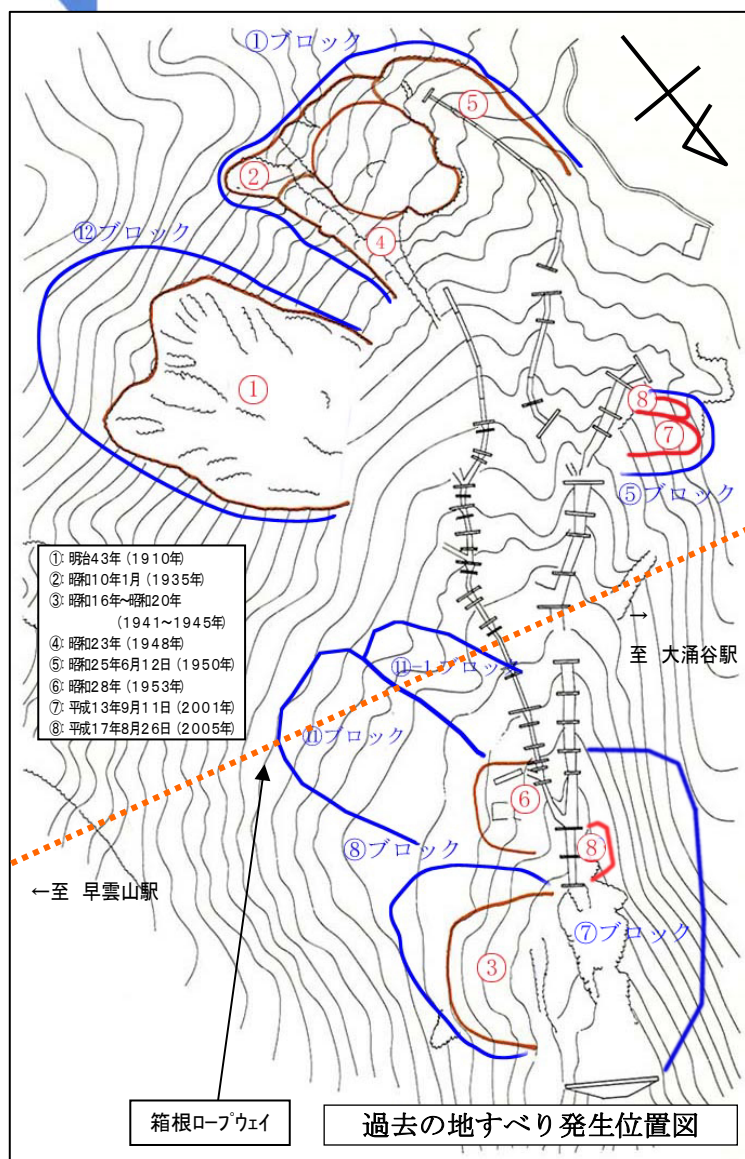 ①ブロック
⑤
②
④
⑫ブロック
①
⑧
⑦
⑤ブロック
①: 明治43年 (1910年)
②: 昭和10年1月 (1935年)
③: 昭和16年~昭和20年
(1941~1945年)
④: 昭和23年 (1948年)
⑤: 昭和25年6月12日 (1950年)
⑥: 昭和28年 (1953年)
⑦: 平成13年9月11日 (2001年)
⑧: 平成17年8月26日 (2005年)
→
至 大涌谷駅
⑪-1ブロック
⑪ブロック
⑥
⑧ブロック
⑧
←至 早雲山駅
⑦ブロック
③
箱根ロープウェイ
過去の地すべり発生位置図